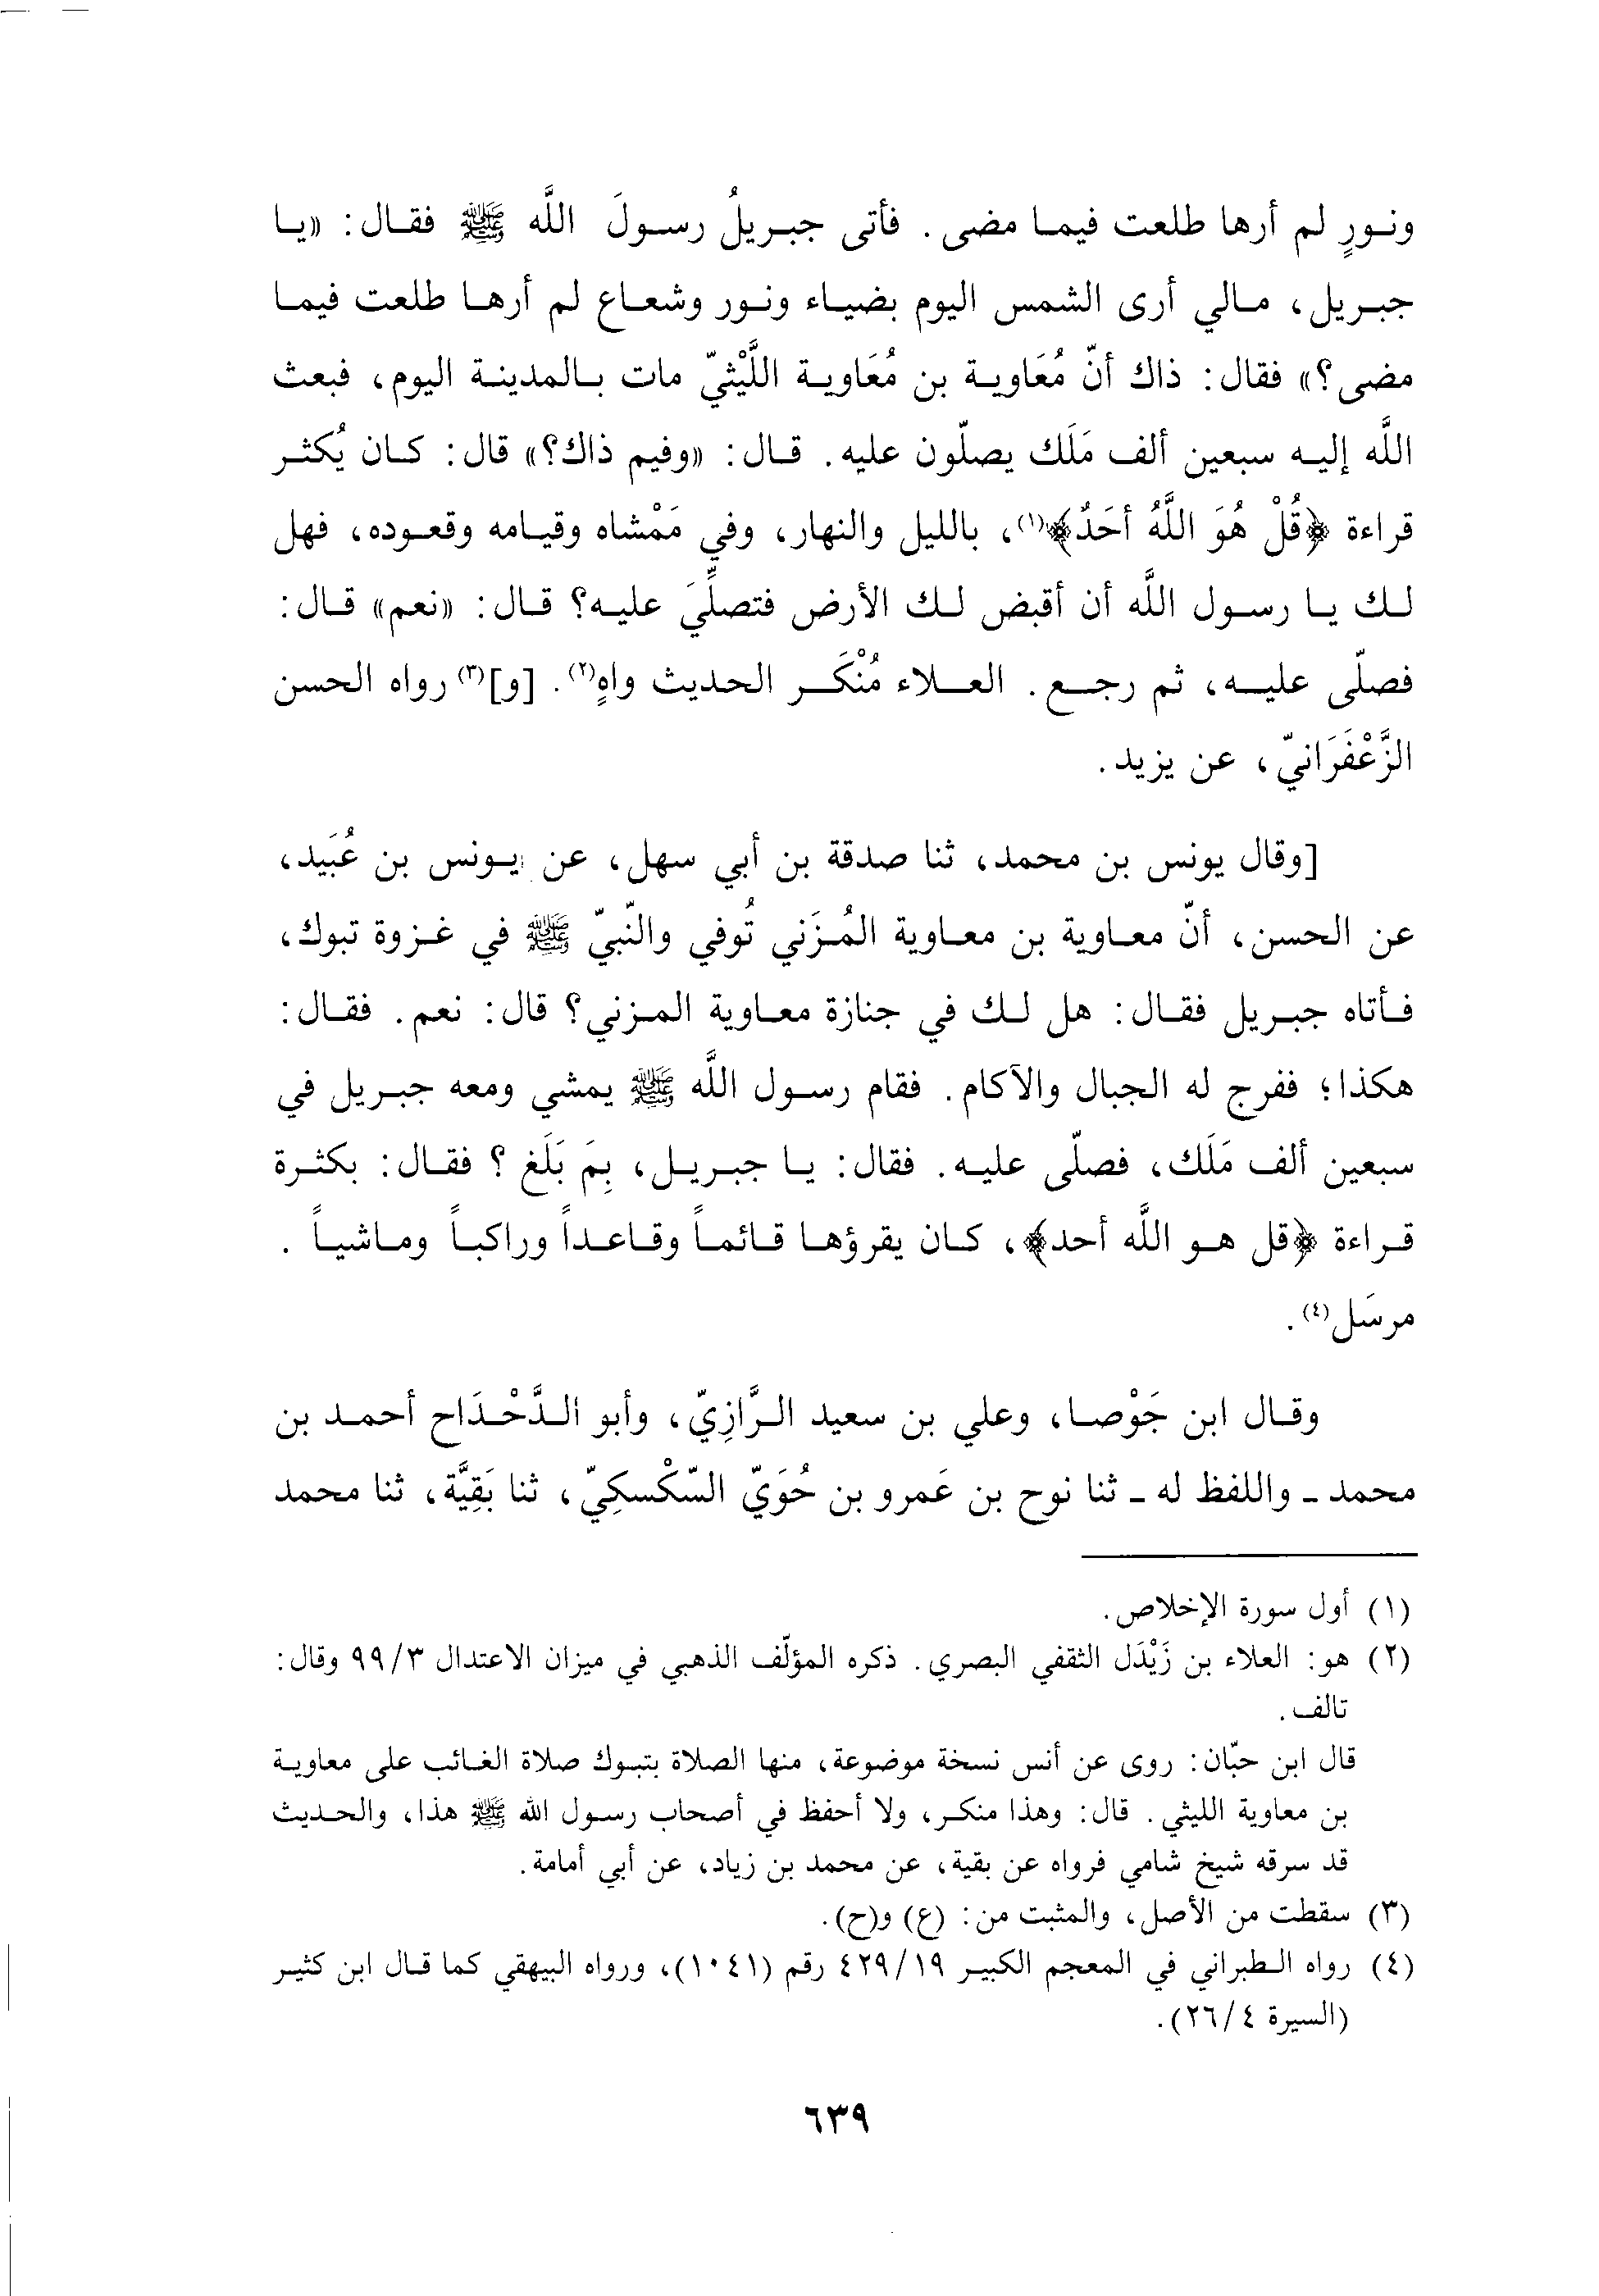 ونورٍ لم أرها طلعت فيما مضى. فأتى جبريلُ رسولَ اللَّه ﷺ فقال: «يا
جبريل، مالي أرى الشمس اليوم بضياء ونور وشعاع لم أرها طلعت فيما
مضى؟» فقال: ذاك أنّ مُعَاوية بن مُعَاوية اللَّيْثيّ مات بالمدينة اليوم، فبعث
اللَّه إليه سبعين ألف مَلَك يصلّون عليه. قال: «وفيم ذاك؟» قال: كان يُكثر
قراءة ﴿قُلْ هُوَ اللَّهُ أحَدٌ﴾(١)، بالليل والنهار، وفي مَمْشاه وقيامه وقعوده، فهل
لك يا رسول اللَّه أن أقبض لك الأرض فتصلِّيَ عليه؟ قال: «نعم» قال:
فصلّى عليه، ثم رجع. العلاء مُنْكَر الحديث واهٍ(٢). [و](٣) رواه الحسن
الزَّعْفَرَانيّ، عن يزيد.
[وقال يونس بن محمد، ثنا صدقة بن أبي سهل، عن يونس بن عُبَيد،
عن الحسن، أنّ معاوية بن معاوية المُزَني تُوفي والنّبيّ ﷺ في غزوة تبوك،
فأتاه جبريل فقال: هل لك في جنازة معاوية المزني؟ قال: نعم. فقال:
هكذا؛ ففرج له الجبال والآكام. فقام رسول اللَّه ﷺ يمشي ومعه جبريل في
سبعين ألف مَلَك، فصلّى عليه. فقال: يا جبريل، بِمَ بَلَغ ؟ فقال: بكثرة
قراءة ﴿قل هو اللَّه أحد﴾، كان يقرؤها قائماً وقاعداً وراكباً وماشياً .
مرسَل(٤).
وقال ابن جَوْصا، وعلي بن سعيد الرَّازِيّ، وأبو الدَّحْدَاح أحمد بن
محمد ـ واللفظ له ـ ثنا نوح بن عَمرو بن حُوَيّ السّكْسكِيّ، ثنا بَقِيَّة، ثنا محمد
(١) أول سورة الإخلاص.
(٢) هو: العلاء بن زَيْدَل الثقفي البصري. ذكره المؤلّف الذهبي في ميزان الاعتدال ٩٩/٣ وقال:
تالف.
قال ابن حبّان: روى عن أنس نسخة موضوعة، منها الصلاة بتبوك صلاة الغائب على معاوية
بن معاوية الليثي. قال: وهذا منكر، ولا أحفظ في أصحاب رسول الله ﷺ هذا، والحديث
قد سرقه شيخ شامي فرواه عن بقية، عن محمد بن زياد، عن أبي أمامة.
(٣) سقطت من الأصل، والمثبت من: (ع) و(ح).
(٤) رواه الطبراني في المعجم الكبير ٤٢٩/١٩ رقم (١٠٤١)، ورواه البيهقي كما قال ابن كثير
(السيرة ٢٦/٤).
٦٣٩